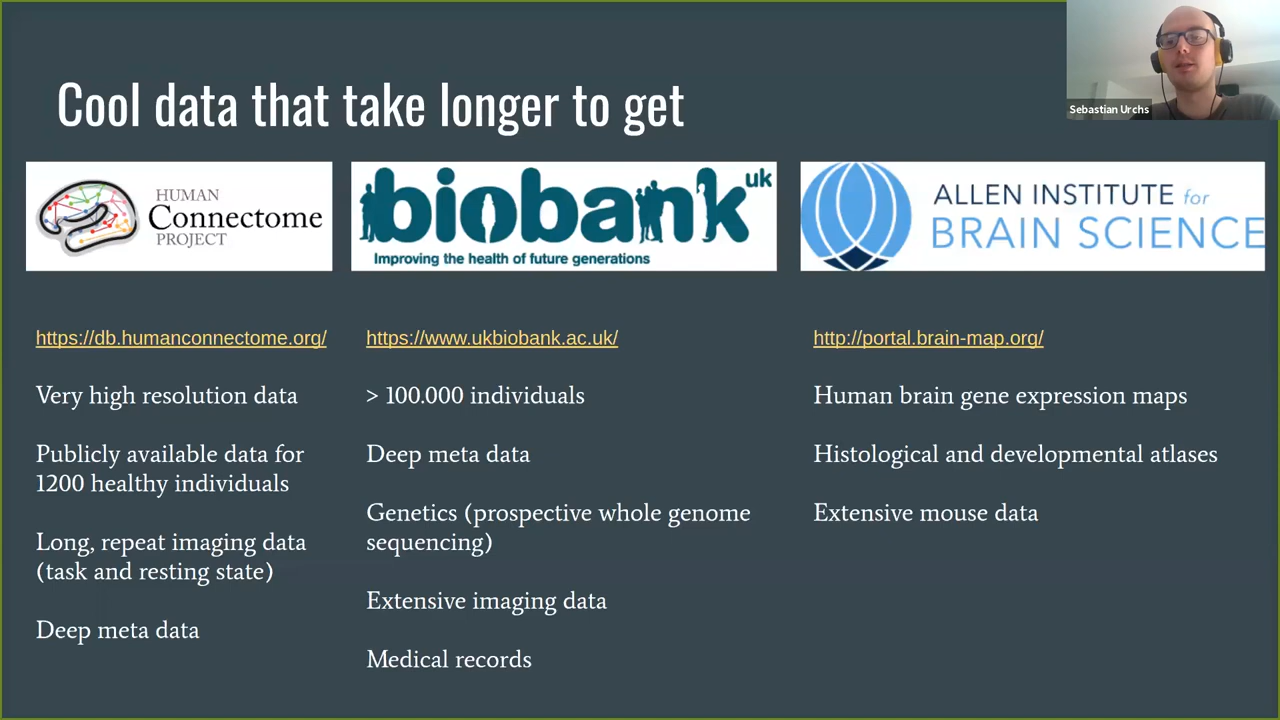 Cool data that take longer to get
Sebastian Urchs
HUMAN
Connectome
PROJECT
biobank uk
Improving the health of future generations
ALLEN INSTITUTE for
BRAIN SCIENCE
https://db.humanconnectome.org/
Very high resolution data
Publicly available data for
1200 healthy individuals
Long, repeat imaging data
(task and resting state)
Deep meta data
https://www.ukbiobank.ac.uk/
> 100.000 individuals
Deep meta data
Genetics (prospective whole genome
sequencing)
Extensive imaging data
Medical records
http://portal.brain-map.org/
Human brain gene expression maps
Histological and developmental atlases
Extensive mouse data